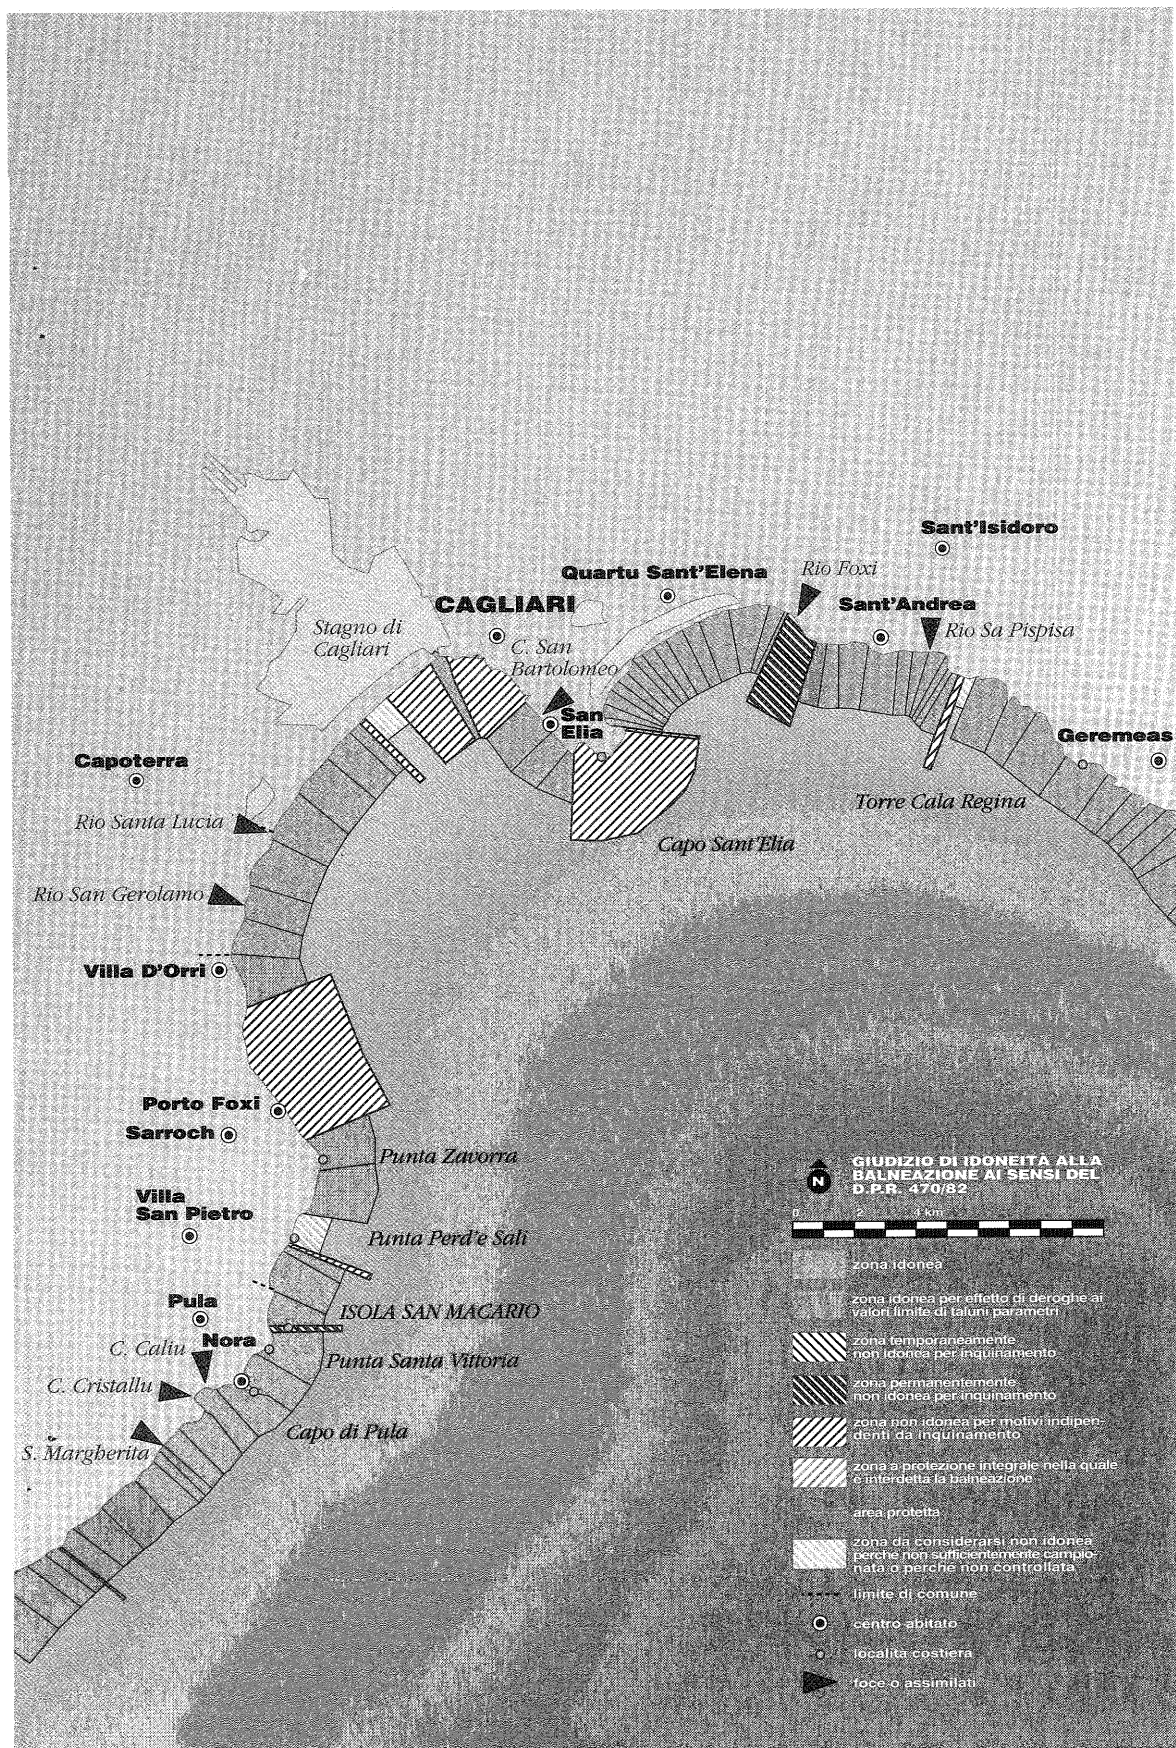 Sant'Isidoro
Quartu Sant'Elena
Rio Foxi
CAGLIARI
Sant'Andrea
Stagno di
Cagliari
Rio Sa Pispisa
C. San
Bartolomeo
San
Elia
Geremeas
Capoterra
Torre Cala Regina
Rio Santa Lucia
Capo Sant'Elia
Rio San Gerolamo
Villa D'Orri
Porto Foxi
Sarroch
Punta Zavorra
Villa
San Pietro
Punta Perd'e Sali
Pula
ISOLA SAN MACARIO
C. Caliu
Nora
Punta Santa Vittoria
C. Cristallu
Capo di Pula
S. Margherita
N
GIUDIZIO DI IDONEITÀ ALLA
BALNEAZIONE AI SENSI DEL
D.P.R. 470/82
0 km
zona idonea
zona idonea per effetto di deroghe ai
valori limite di taluni parametri
zona temporaneamente
non idonea per inquinamento
zona permanentemente
non idonea per inquinamento
zona non idonea per motivi indipen-
denti da inquinamento
zona a protezione integrale nella quale
è interdetta la balneazione
area protetta
zona da considerarsi non idonea
perché non sufficientemente campio-
nata o perché non controllata
limite di comune
centro abitato
località costiera
foce o assimilati